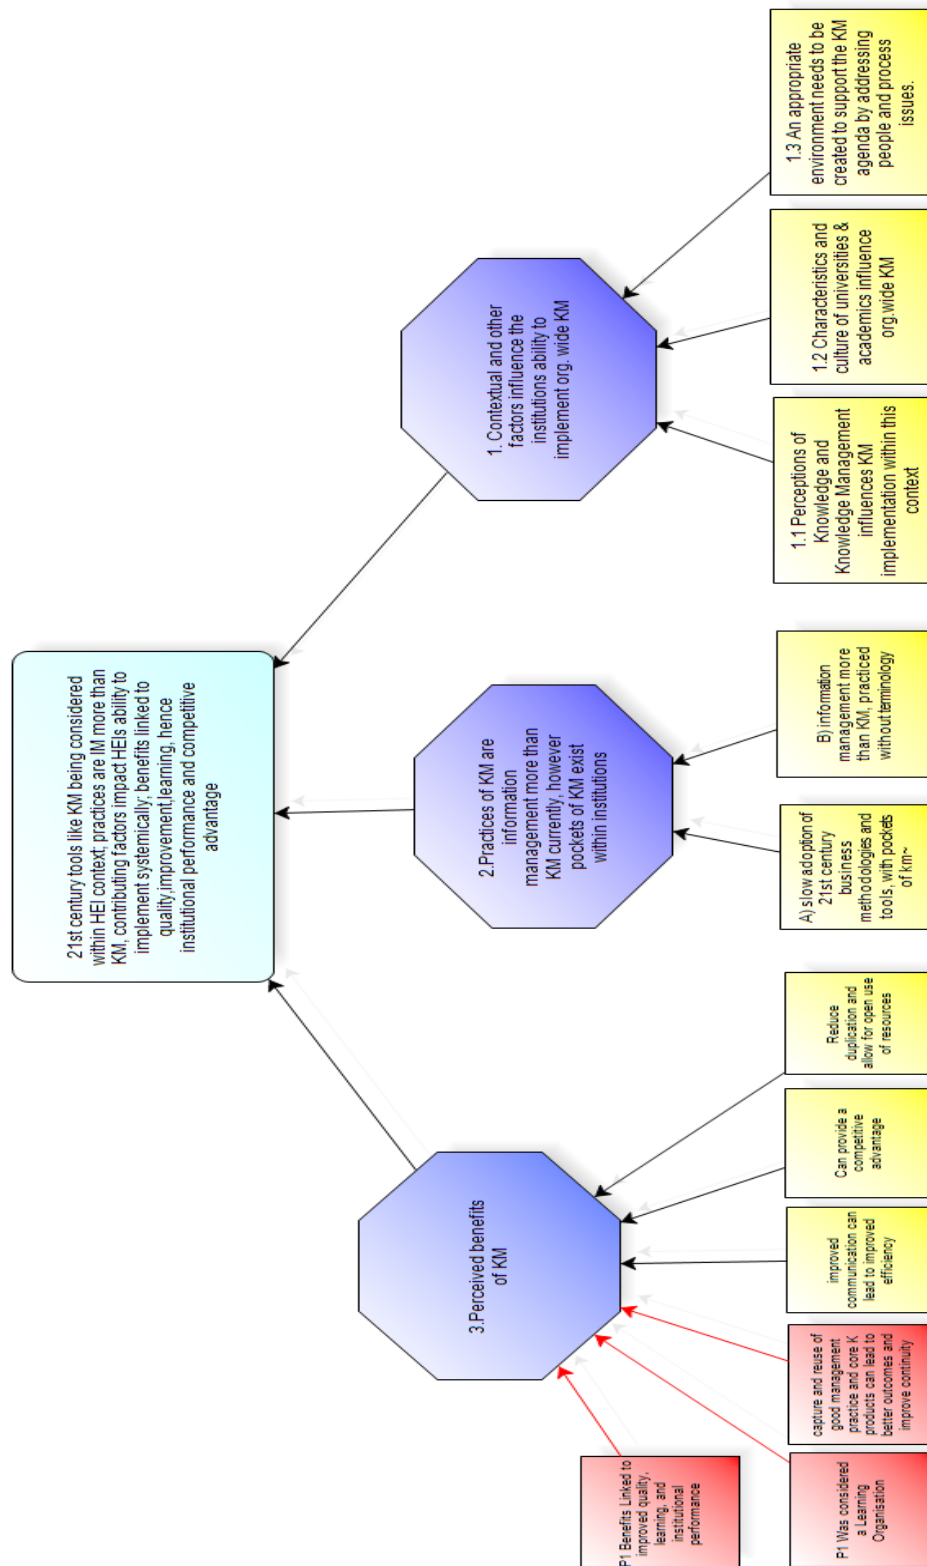 21st century tools like KM being considered
within HEI context; practices are IM more than
KM, contributing factors impact HEIs ability to
implement systemically; benefits linked to
quality,improvement,learning, hence
institutional performance and competitive
advantage
3.Perceived benefits
of KM
2.Practices of KM are
information
management more than
KM currently, however
pockets of KM exist
within institutions
1. Contextual and other
factors influence the
institutions ability to
implement org. wide KM
P1 Benefits Linked to
improved quality,
learning, and
institutional
performance
P1 Was considered
a Learning
Organisation
capture and reuse of
good management
practice and core K
products can lead to
better outcomes and
improve continuity
improved
communication can
lead to improved
efficiency
Can provide a
competitive
advantage
Reduce
duplication and
allow for open use
of resources
A) slow adoption of
21st century
business
methodologies and
tools, with pockets
of km~
B) information
management more
than KM, practiced
without terminology
1.1 Perceptions of
Knowledge and
Knowledge Management
influences KM
implementation within this
context
1.2 Characteristics and
culture of universities &
academics influence
org.wide KM
1.3 An appropriate
environment needs to be
created to support the KM
agenda by addressing
people and process
issues.